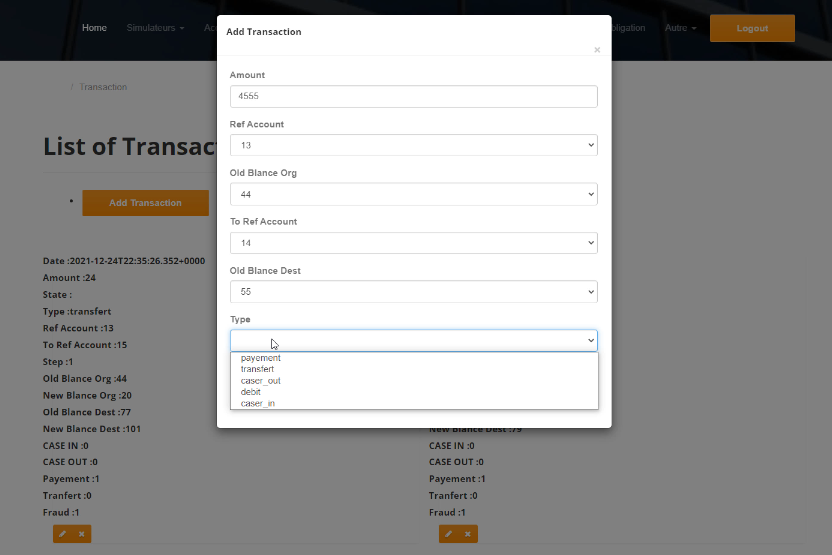 Home
Simulateurs
Ac
bligation
Autre
Logout
/ Transaction
List of Transac
Add Transaction
Date :2021-12-24T22:35:26.352+0000
Amount :24
State :
Type :transfert
Ref Account :13
To Ref Account :15
Step :1
Old Blance Org :44
New Blance Org :20
Old Blance Dest :77
New Blance Dest :101
CASE IN :0
CASE OUT :0
Payement :1
Tranfert :0
Fraud :1
Add Transaction
×
Amount
4555
Ref Account
13
Old Blance Org
44
To Ref Account
14
Old Blance Dest
55
Type
payement
transfert
caser_out
debit
caser_in
New Blance Dest :79
CASE IN :0
CASE OUT :0
Payement :1
Tranfert :0
Fraud :1